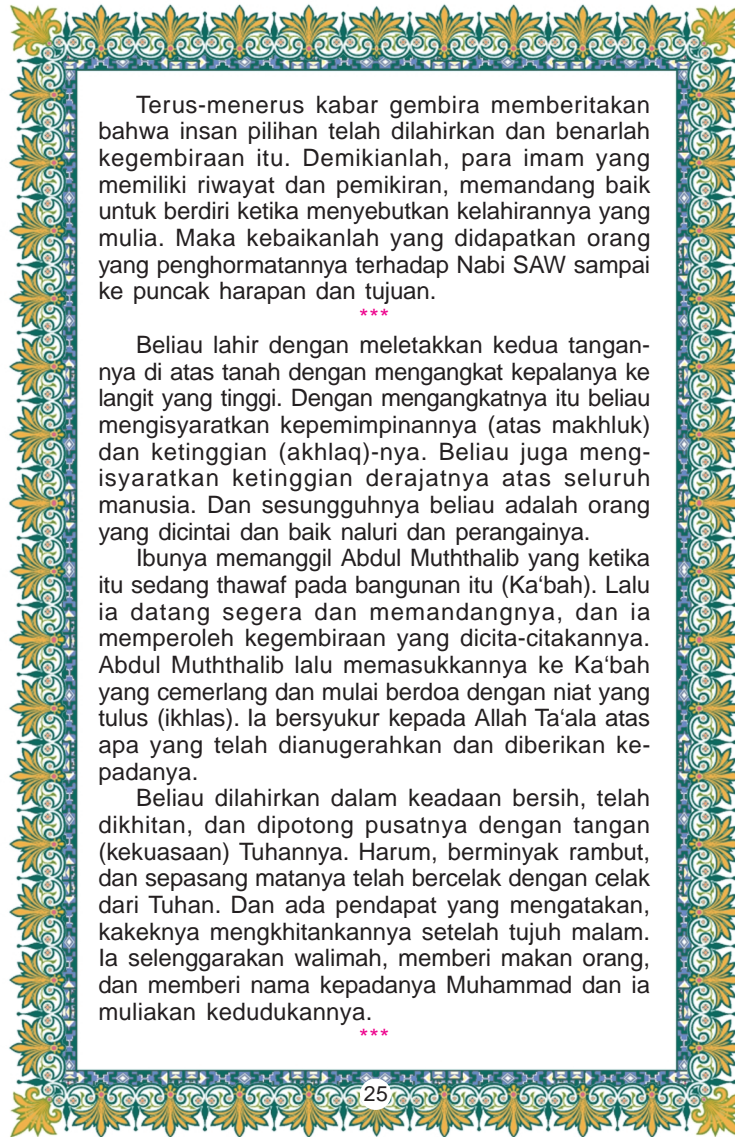 Terus-menerus kabar gembira memberitakan
bahwa insan pilihan telah dilahirkan dan benarlah
kegembiraan itu. Demikianlah, para imam yang
memiliki riwayat dan pemikiran, memandang baik
untuk berdiri ketika menyebutkan kelahirannya yang
mulia. Maka kebaikanlah yang didapatkan orang
yang penghormatannya terhadap Nabi SAW sampai
ke puncak harapan dan tujuan.
***
Beliau lahir dengan meletakkan kedua tangan-
nya di atas tanah dengan mengangkat kepalanya ke
langit yang tinggi. Dengan mengangkatnya itu beliau
mengisyaratkan kepemimpinannya (atas makhluk)
dan ketinggian (akhlaq)-nya. Beliau juga meng-
isyaratkan ketinggian derajatnya atas seluruh
manusia. Dan sesungguhnya beliau adalah orang
yang dicintai dan baik naluri dan perangainya.
Ibunya memanggil Abdul Muththalib yang ketika
itu sedang thawaf pada bangunan itu (Ka‘bah). Lalu
ia datang segera dan memandangnya, dan ia
memperoleh kegembiraan yang dicita-citakannya.
Abdul Muththalib lalu memasukkannya ke Ka‘bah
yang cemerlang dan mulai berdoa dengan niat yang
tulus (ikhlas). Ia bersyukur kepada Allah Ta‘ala atas
apa yang telah dianugerahkan dan diberikan ke-
padanya.
Beliau dilahirkan dalam keadaan bersih, telah
dikhitan, dan dipotong pusatnya dengan tangan
(kekuasaan) Tuhannya. Harum, berminyak rambut,
dan sepasang matanya telah bercelak dengan celak
dari Tuhan. Dan ada pendapat yang mengatakan,
kakeknya mengkhitankannya setelah tujuh malam.
Ia selenggarakan walimah, memberi makan orang,
dan memberi nama kepadanya Muhammad dan ia
muliakan kedudukannya.
***
25